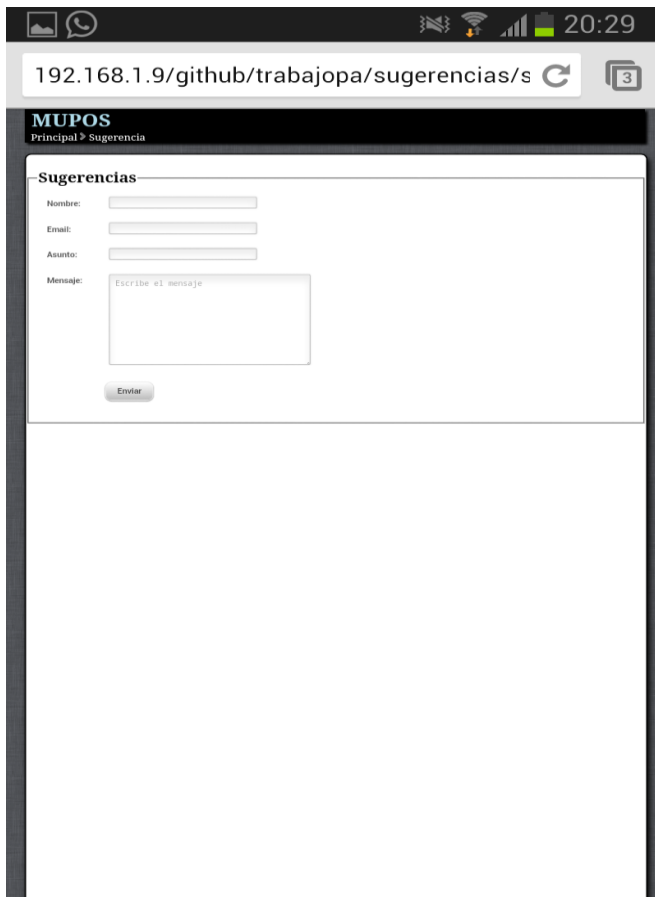 20:29
192.168.1.9/github/trabajopa/sugerencias/s
3
MUPOS
Principal Sugerencia
Sugerencias
Nombre:
Email:
Asunto:
Mensaje:
Escribe el mensaje
Enviar